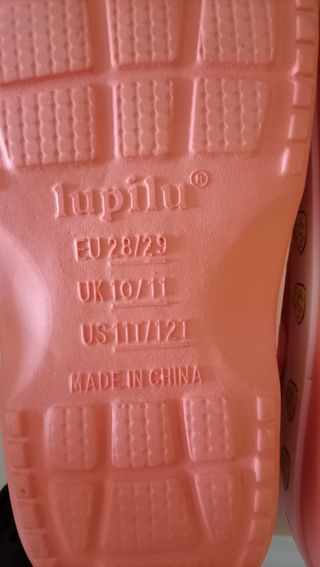 lupilu®
EU 28/29
UK 10/11
US 11T/12T
MADE IN CHINA